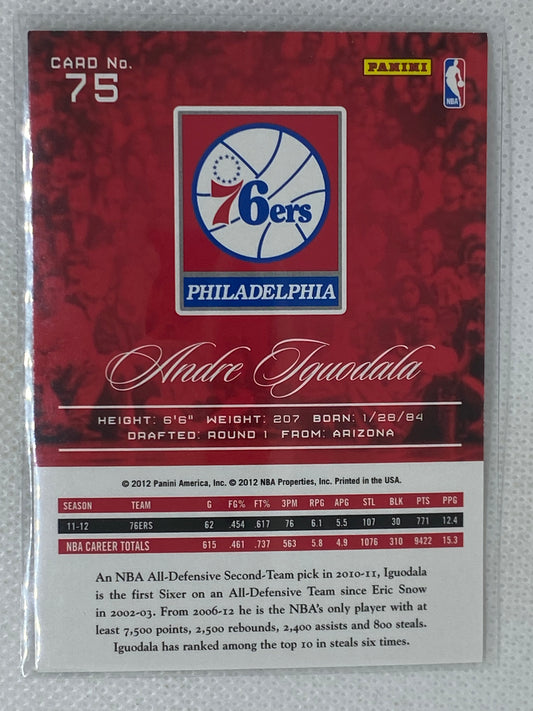 CARD No.
75
PANINI
NBA
76ers
PHILADELPHIA
Andre Iguodala
HEIGHT: 6'6" WEIGHT: 207 BORN: 1/28/84
DRAFTED: ROUND 1 FROM: ARIZONA
© 2012 Panini America, Inc. © 2012 NBA Properties, Inc. Printed in the USA.
SEASON TEAM G FG% FT% 3PM RPG APG STL BLK PTS PPG
11-12 76ERS 62 .454 .617 76 6.1 5.5 107 30 771 12.4
NBA CAREER TOTALS 615 .461 .737 563 5.8 4.9 1076 310 9422 15.3
An NBA All-Defensive Second-Team pick in 2010-11, Iguodala
is the first Sixer on an All-Defensive Team since Eric Snow
in 2002-03. From 2006-12 he is the NBA's only player with at
least 7,500 points, 2,500 rebounds, 2,400 assists and 800 steals.
Iguodala has ranked among the top 10 in steals six times.